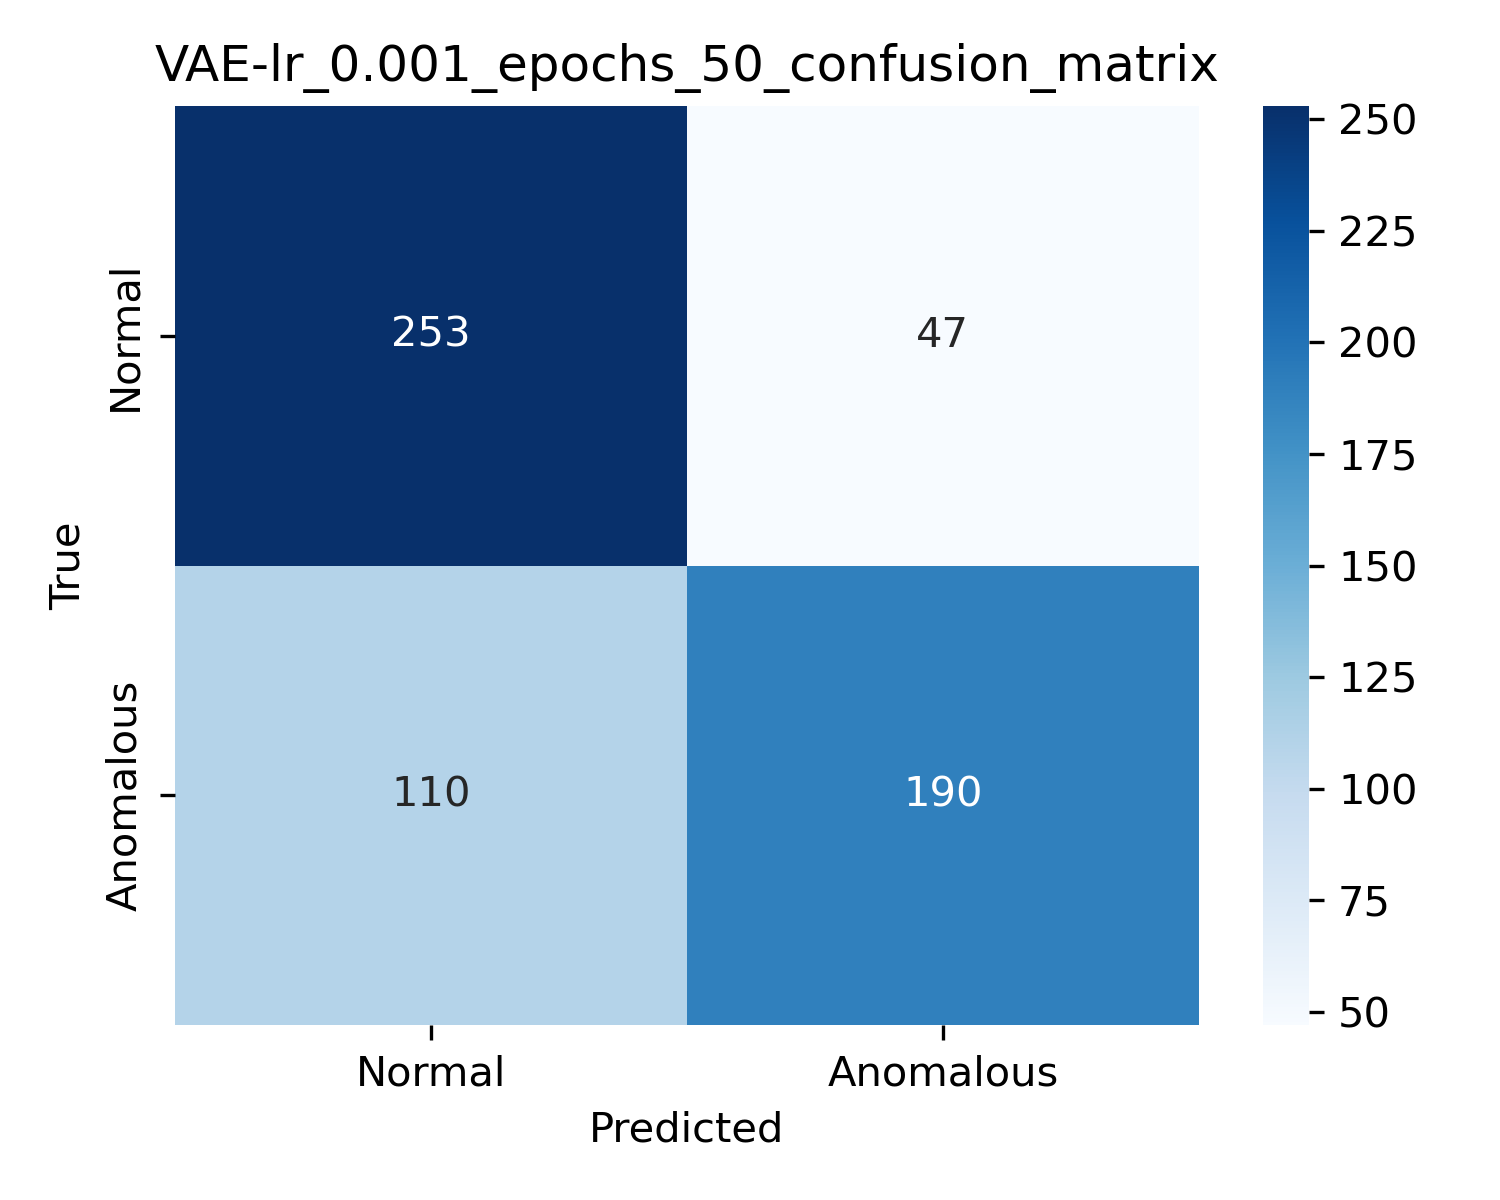 VAE-lr_0.001_epochs_50_confusion_matrix
True
Normal
Anomalous
253
47
110
190
Normal
Anomalous
Predicted
250
225
200
175
150
125
100
75
50